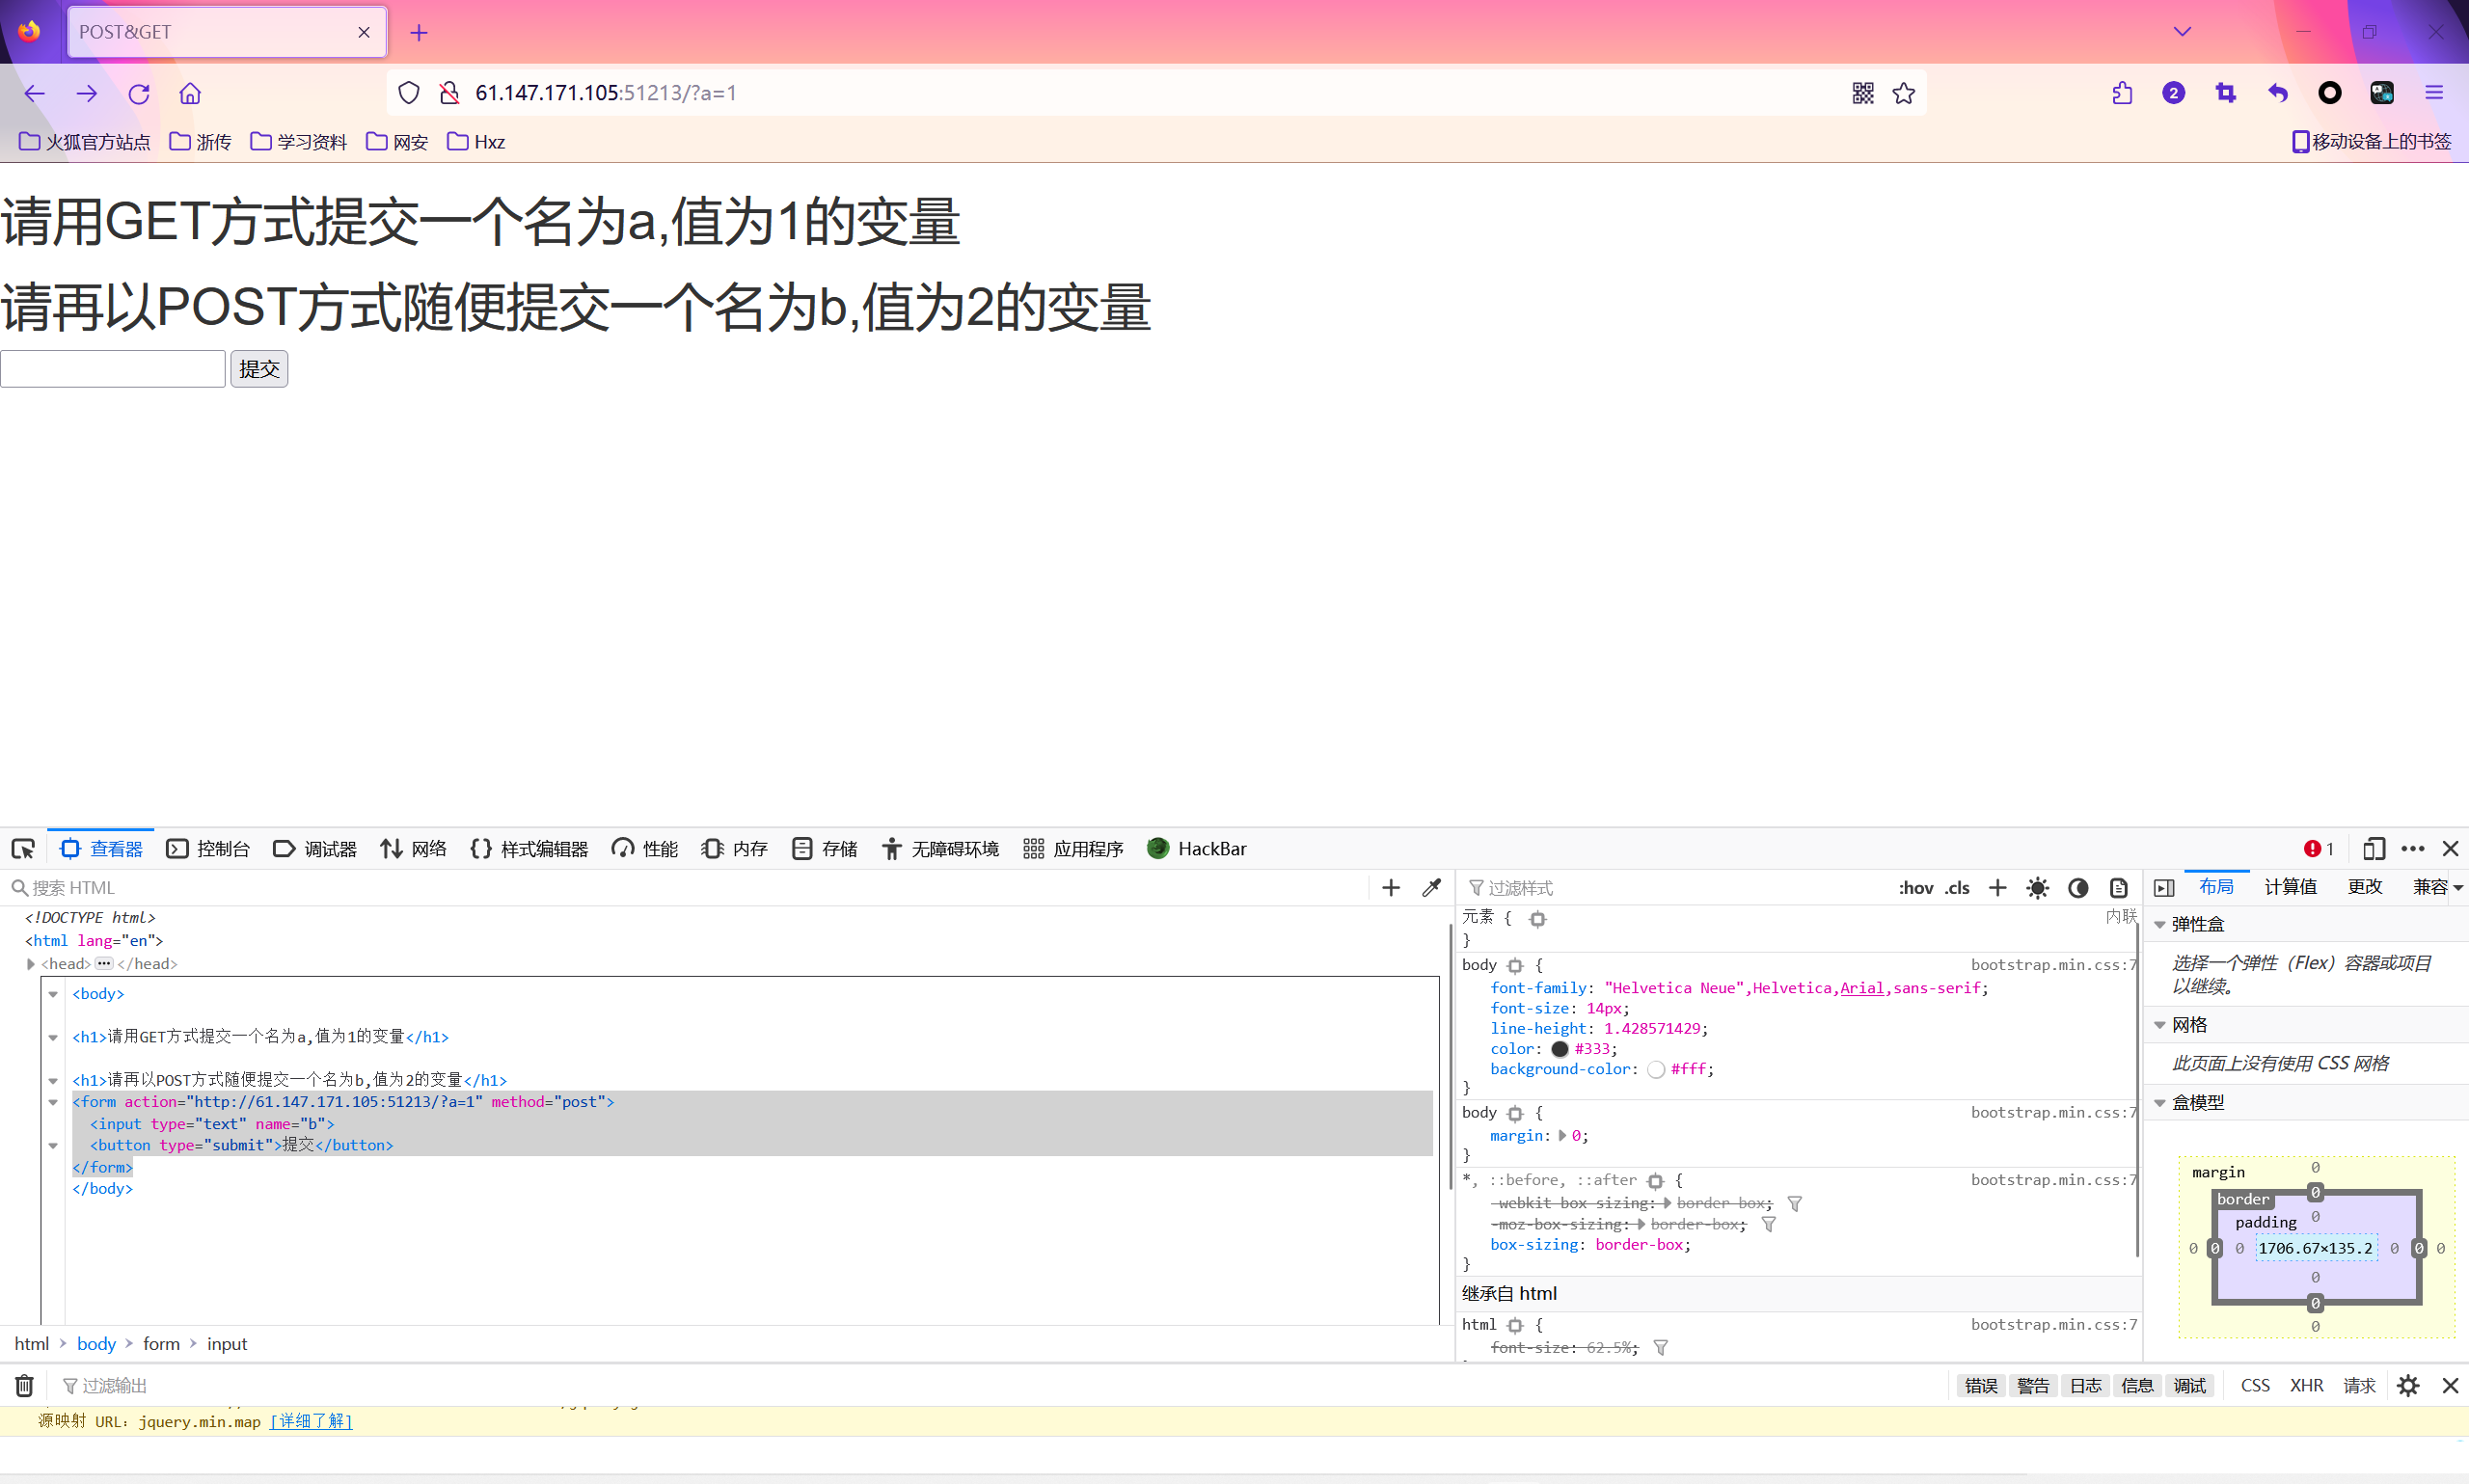 POST&GET
61.147.171.105:51213/?a=1
2
火狐官方站点 浙传 学习资料 网安 Hxz 移动设备上的书签
请用GET方式提交一个名为a,值为1的变量
请再以POST方式随便提交一个名为b,值为2的变量
提交
查看器 控制台 调试器 网络 样式编辑器 性能 内存 存储 无障碍环境 应用程序 HackBar 1
搜索 HTML
<!DOCTYPE html>
<html lang="en">
<head> </head>
<body>
<h1>请用GET方式提交一个名为a,值为1的变量</h1>
<h1>请再以POST方式随便提交一个名为b,值为2的变量</h1>
<form action="http://61.147.171.105:51213/?a=1" method="post">
<input type="text" name="b">
<button type="submit">提交</button>
</form>
</body>
html body form input
过滤样式 :hov .cls
元素 { 内联
}
body { bootstrap.min.css:7
font-family: "Helvetica Neue",Helvetica,Arial,sans-serif;
font-size: 14px;
line-height: 1.428571429;
color: #333;
background-color: #fff;
}
body { bootstrap.min.css:7
margin: 0;
}
*, ::before, ::after { bootstrap.min.css:7
-webkit-box-sizing: border-box;
-moz-box-sizing: border-box;
box-sizing: border-box;
}
继承自 html
html { bootstrap.min.css:7
font-size: 62.5%;
布局 计算值 更改 兼容
弹性盒
选择一个弹性（Flex）容器或项目
以继续。
网格
此页面上没有使用 CSS 网格
盒模型
margin 0
border 0
padding 0
0 0 0 1706.67×135.2 0 0 0
0
0
0
过滤输出 错误 警告 日志 信息 调试 CSS XHR 请求
源映射 URL：jquery.min.map [详细了解]